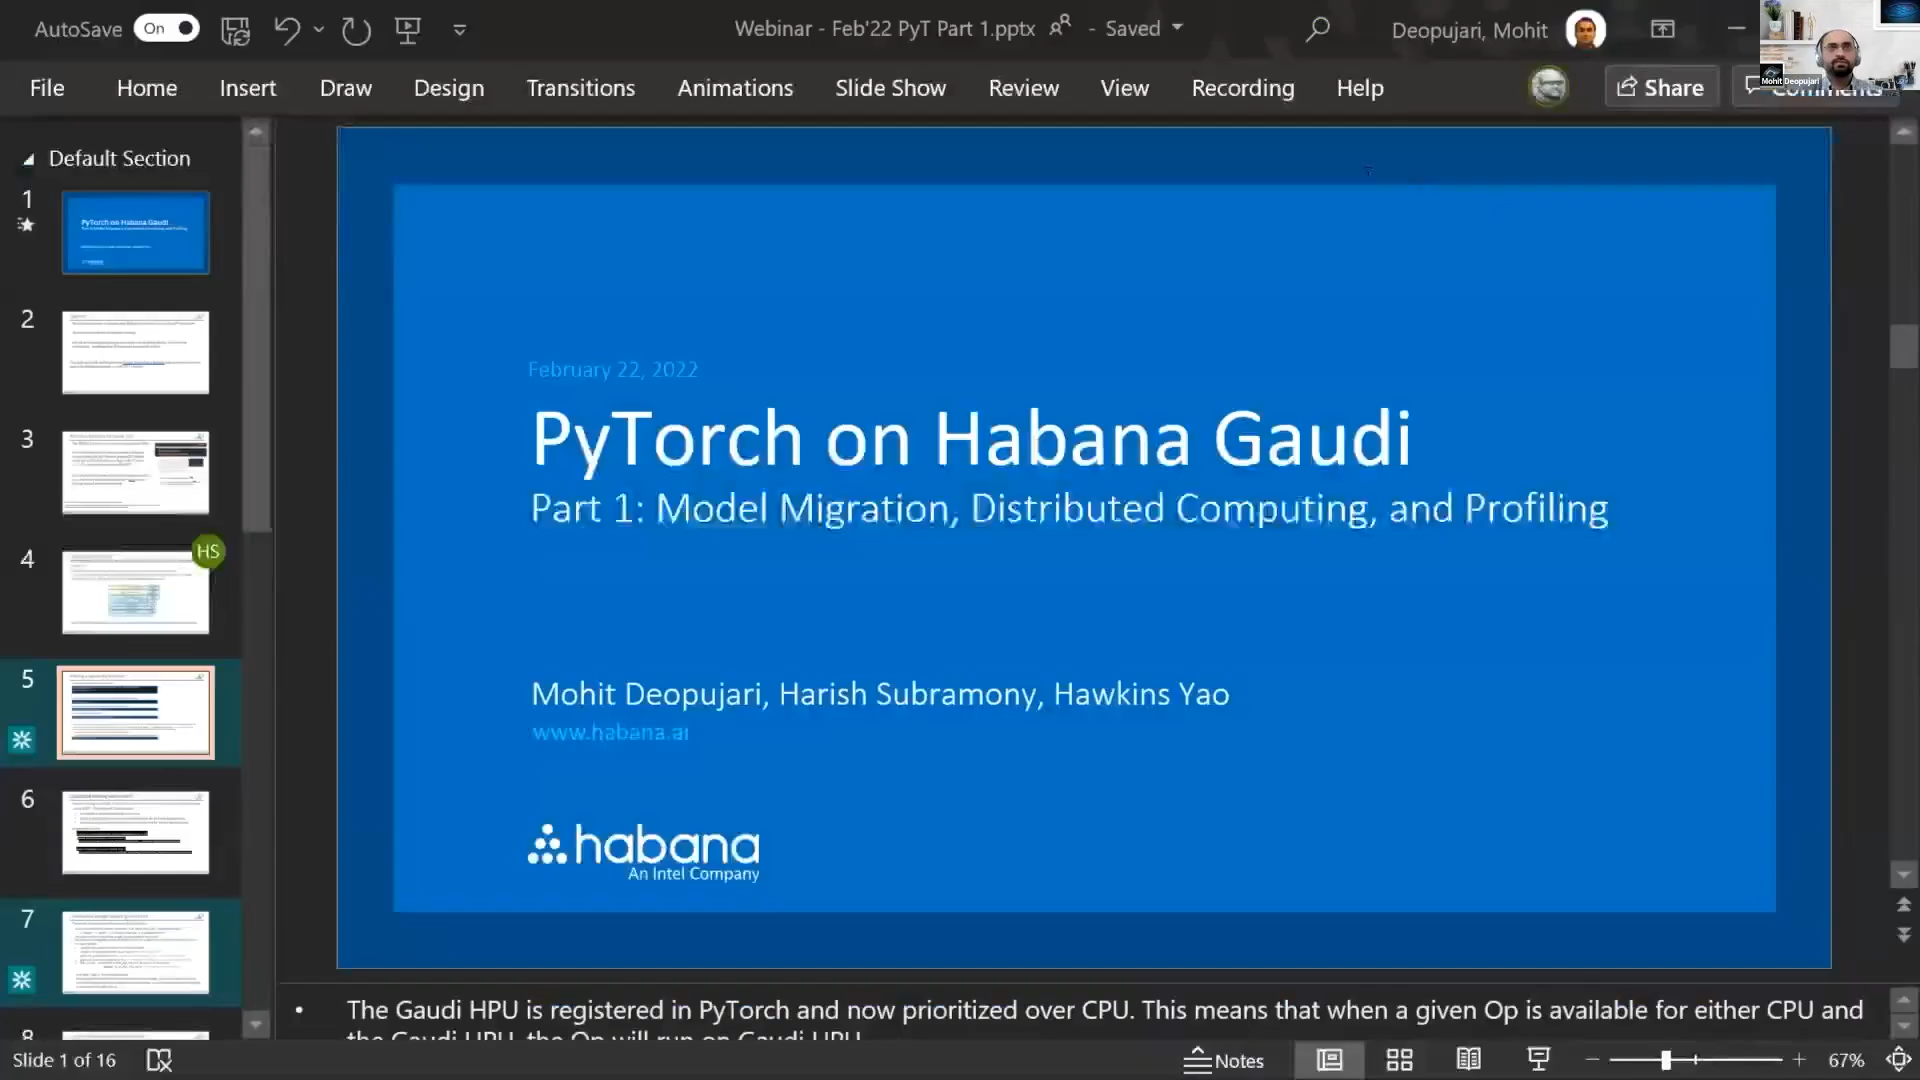 AutoSave On Webinar - Feb'22 PyT Part 1.pptx - Saved Deopujari, Mohit
Mohit Deopujari
File Home Insert Draw Design Transitions Animations Slide Show Review View Recording Help Share Comments
Default Section
1
PyTorch on Habana Gaudi
2
3
4
HS
5
6
7
8
February 22, 2022
PyTorch on Habana Gaudi
Part 1: Model Migration, Distributed Computing, and Profiling
Mohit Deopujari, Harish Subramony, Hawkins Yao
www.habana.ai
habana
An Intel Company
• The Gaudi HPU is registered in PyTorch and now prioritized over CPU. This means that when a given Op is available for either CPU and
the Gaudi HPU, the Op will run on Gaudi HPU.
Slide 1 of 16 Notes 67%